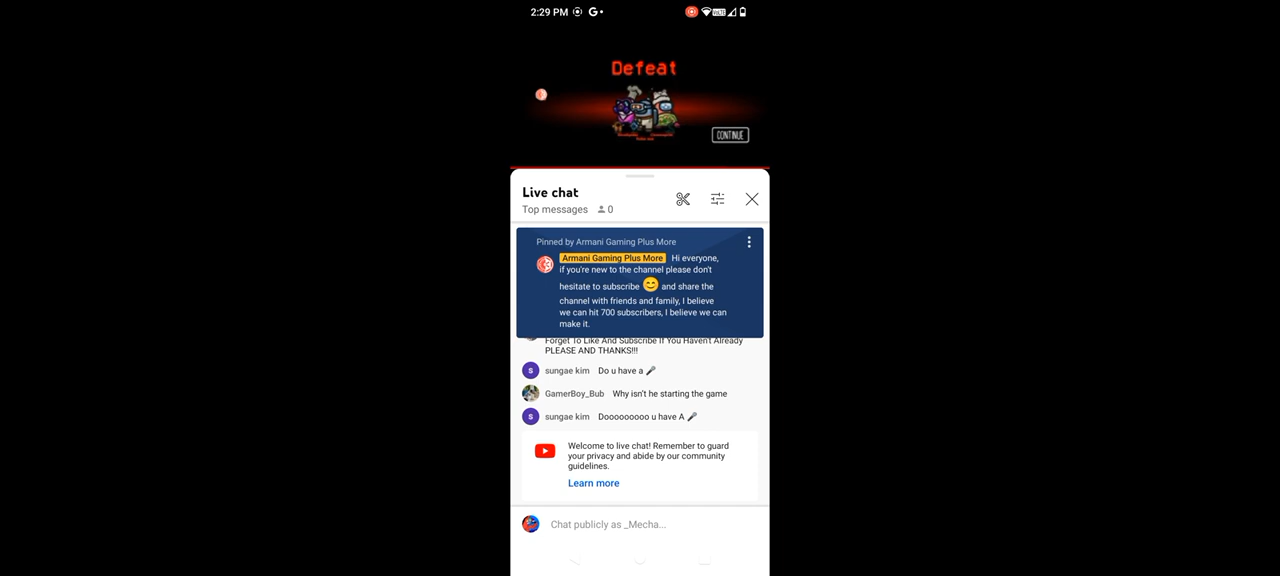 2:29 PM G
VoLTE
Defeat
CONTINUE
Live chat
Top messages 0
Pinned by Armani Gaming Plus More
Armani Gaming Plus More Hi everyone,
if you're new to the channel please don't
hesitate to subscribe 😊 and share the
channel with friends and family, I believe
we can hit 700 subscribers, I believe we can
make it.
Forget To Like And Subscribe If You Haven't Already
PLEASE AND THANKS!!!
s sungae kim Do u have a 🎤
GamerBoy_Bub Why isn't he starting the game
s sungae kim Dooooooooo u have A 🎤
Welcome to live chat! Remember to guard
your privacy and abide by our community
guidelines.
Learn more
Chat publicly as _Mecha...